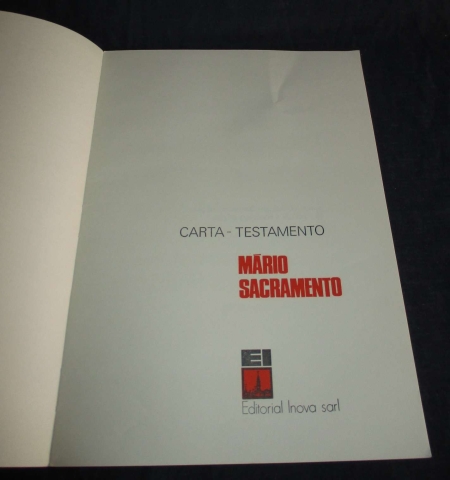 CARTA - TESTAMENTO
MÁRIO
SACRAMENTO
EI
Editorial Inova sarl